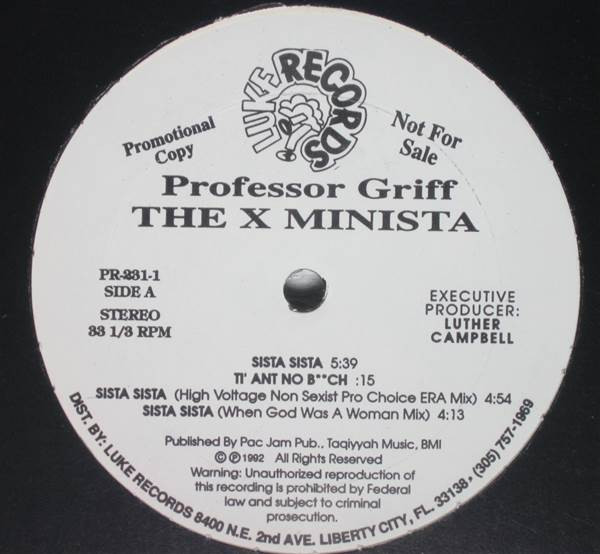 LUKE RECORDS
Promotional
Copy
Not For
Sale
Professor Griff
THE X MINISTA
PR-231-1
SIDE A
STEREO
33 1/3 RPM
EXECUTIVE
PRODUCER:
LUTHER
CAMPBELL
SISTA SISTA 5:39
TI' ANT NO B**CH :15
SISTA SISTA (High Voltage Non Sexist Pro Choice ERA Mix) 4:54
SISTA SISTA (When God Was A Woman Mix) 4:13
Published By Pac Jam Pub., Taqiyyah Music, BMI
© ℗ 1992 All Rights Reserved
Warning: Unauthorized reproduction of
this recording is prohibited by Federal
law and subject to criminal
prosecution.
DIST. BY: LUKE RECORDS 8400 N.E. 2nd AVE. LIBERTY CITY, FL. 33138 • (305) 757-1969